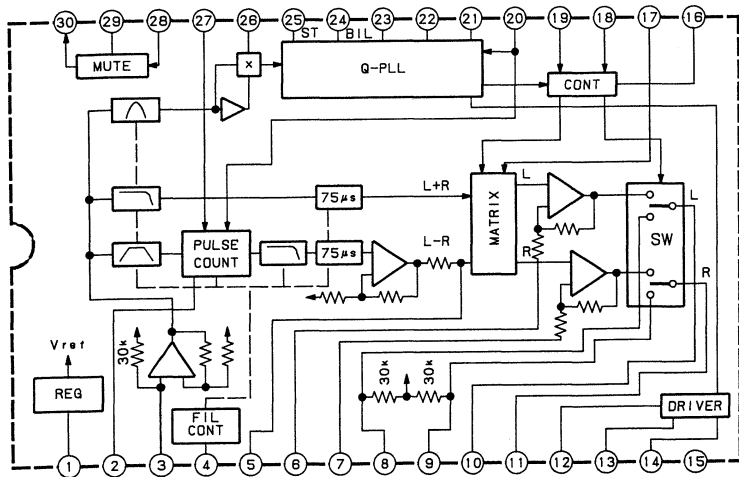 30 29 28 27 26 25 24 23 22 21 20 19 18 17 16
ST BIL
MUTE
×
Q-PLL
CONT
75μs
L+R
MATRIX
L
L
PULSE COUNT
75μs
L-R
SW
R
R
30k
Vref
REG
30k
30k
FIL CONT
DRIVER
1 2 3 4 5 6 7 8 9 10 11 12 13 14 15